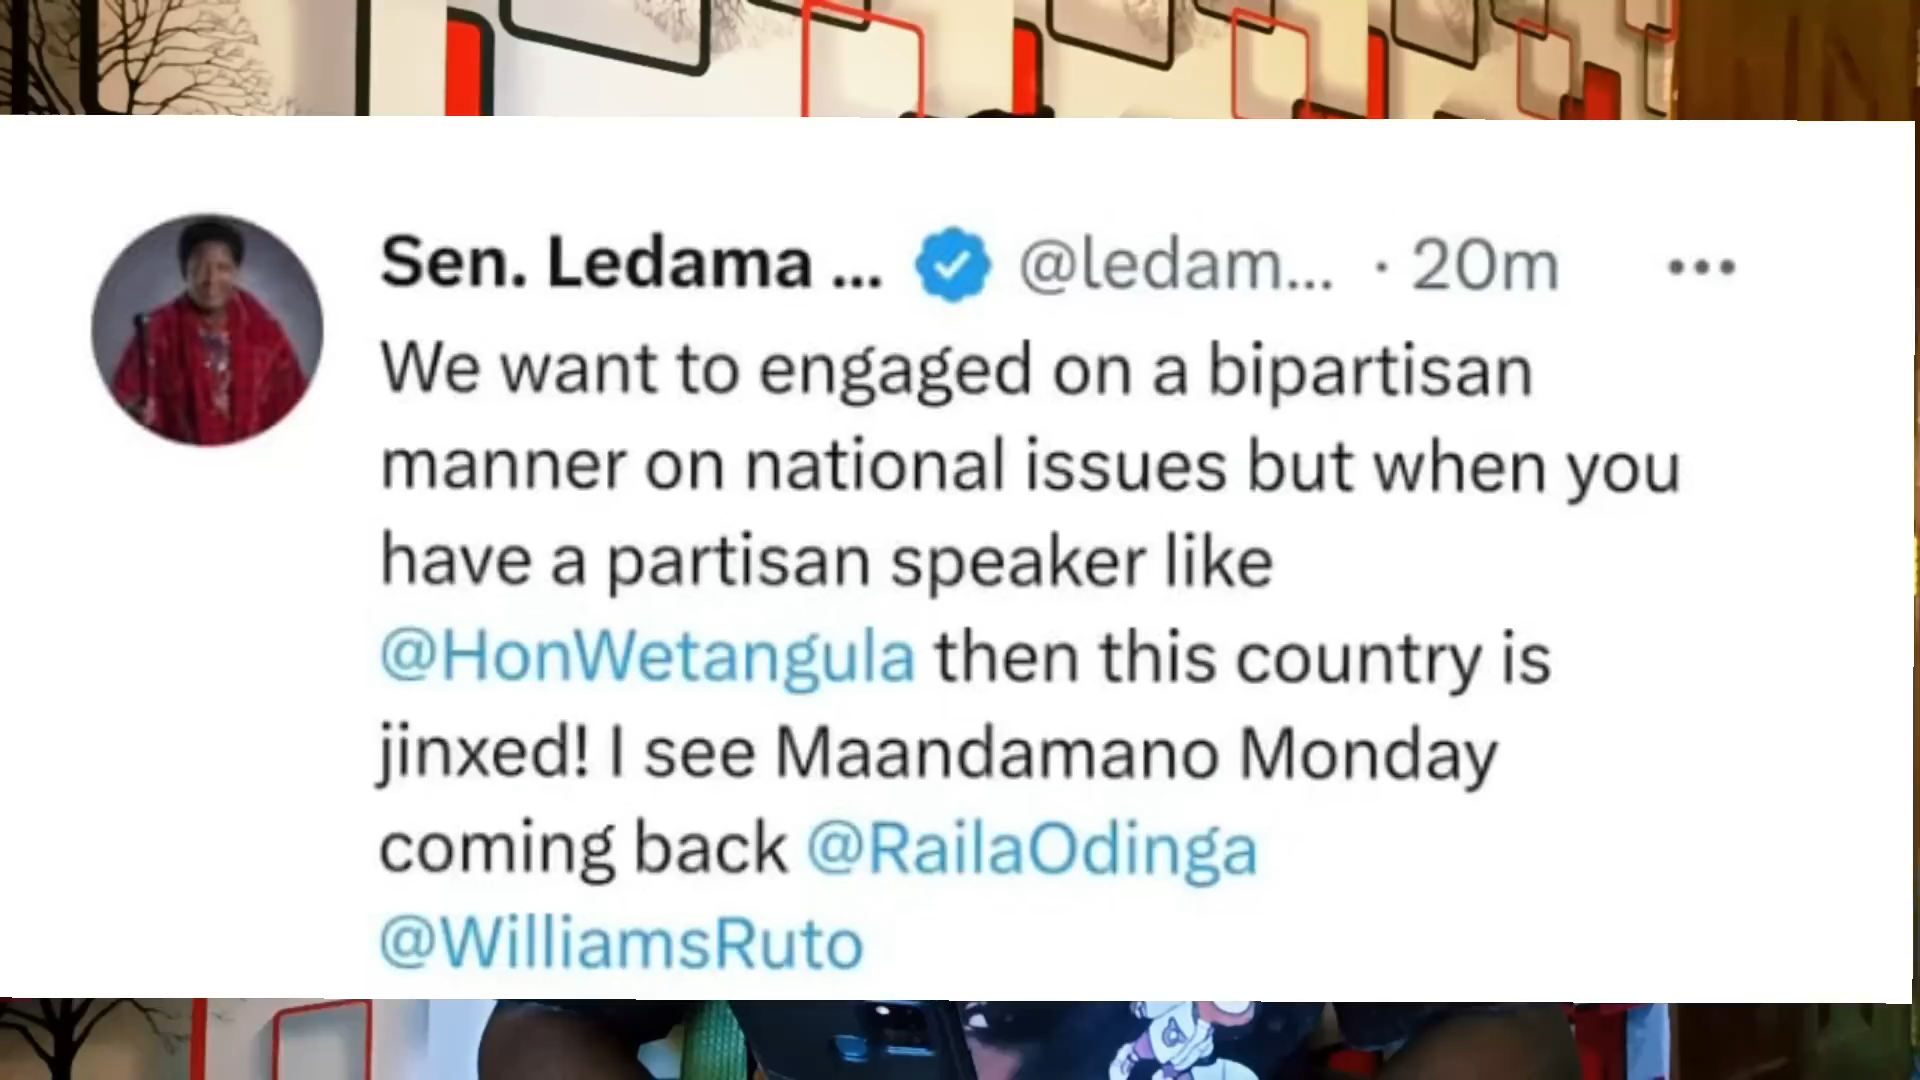 Sen. Ledama ... @ledam... · 20m
We want to engaged on a bipartisan
manner on national issues but when you
have a partisan speaker like
@HonWetangula then this country is
jinxed! I see Maandamano Monday
coming back @RailaOdinga
@WilliamsRuto